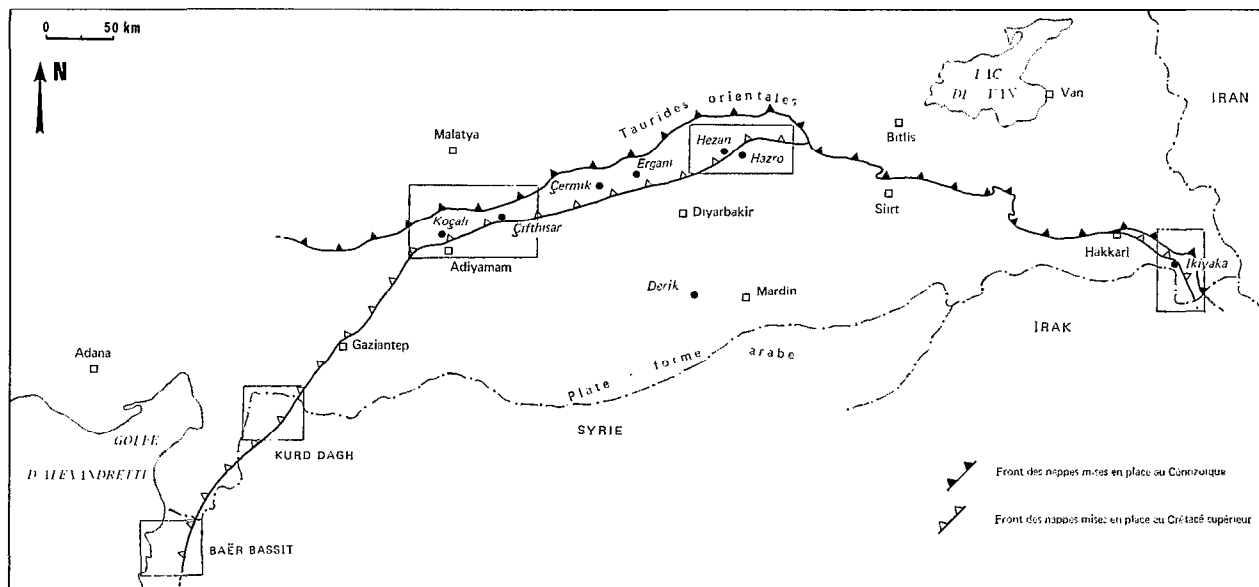 0 50 km
N
LAC
DE VAN
Van
IRAN
Bitlis
Taurides orientales
Malatya
Hezan
Hazro
Ergani
Çermik
Siirt
Diyarbakir
Koçali
Çifthisar
Adiyamam
Hakkari
Ikiyaka
Derik
Mardin
IRAK
Gaziantep
Adana
Plate-forme arabe
SYRIE
GOLFE
D'ALEXANDRETTE
KURD DAGH
BAËR BASSIT
Front des nappes mises en place au Cénozoïque
Front des nappes mises en place au Crétacé supérieur